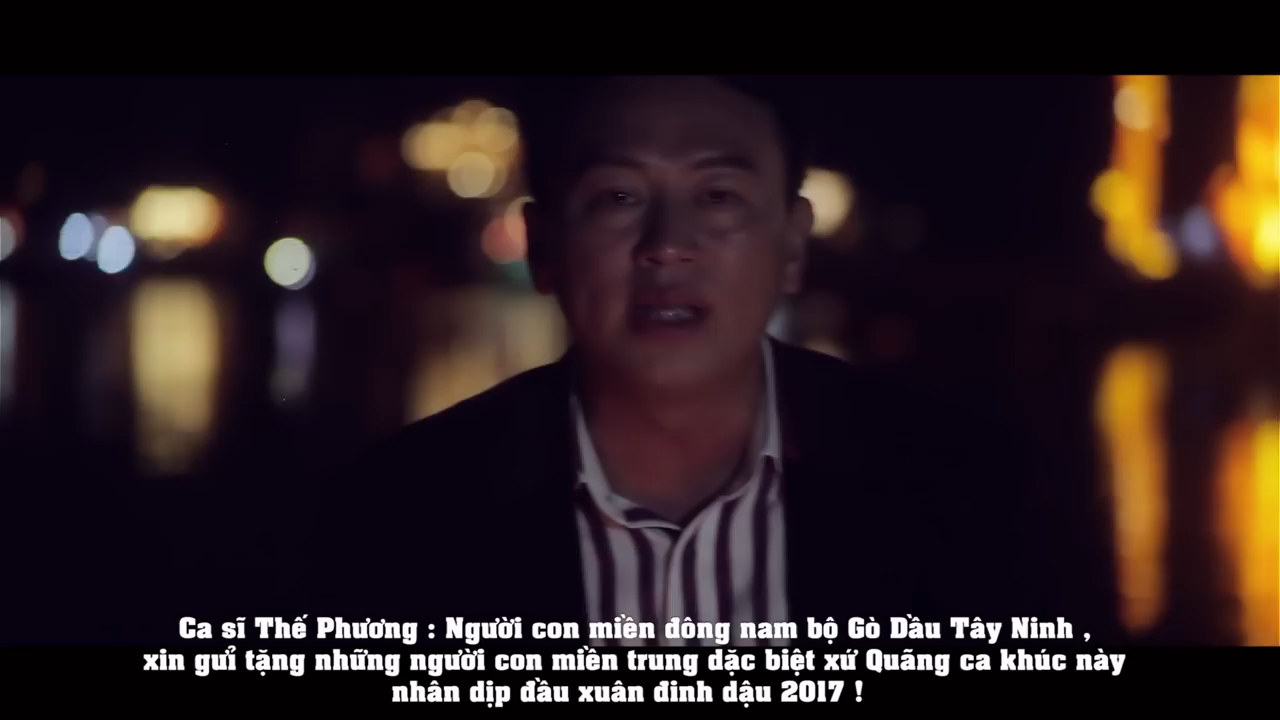 Ca sĩ Thế Phương : Người con miền đông nam bộ Gò Dầu Tây Ninh ,
xin gửi tặng những người con miền trung dặc biệt xứ Quãng ca khúc này
nhân dịp đầu xuân đinh dậu 2017 !